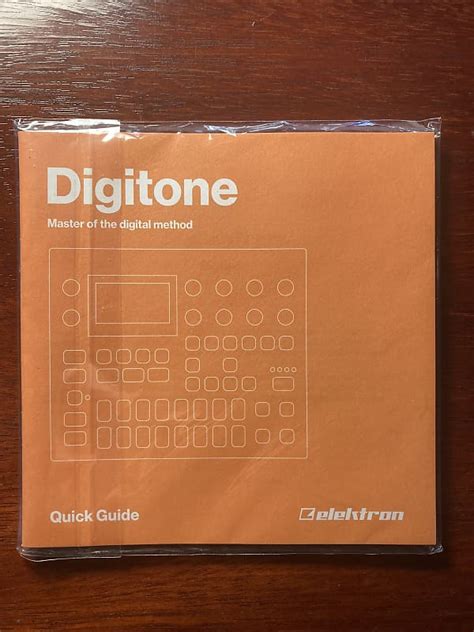 Digitone
Master of the digital method
Quick Guide
elektron